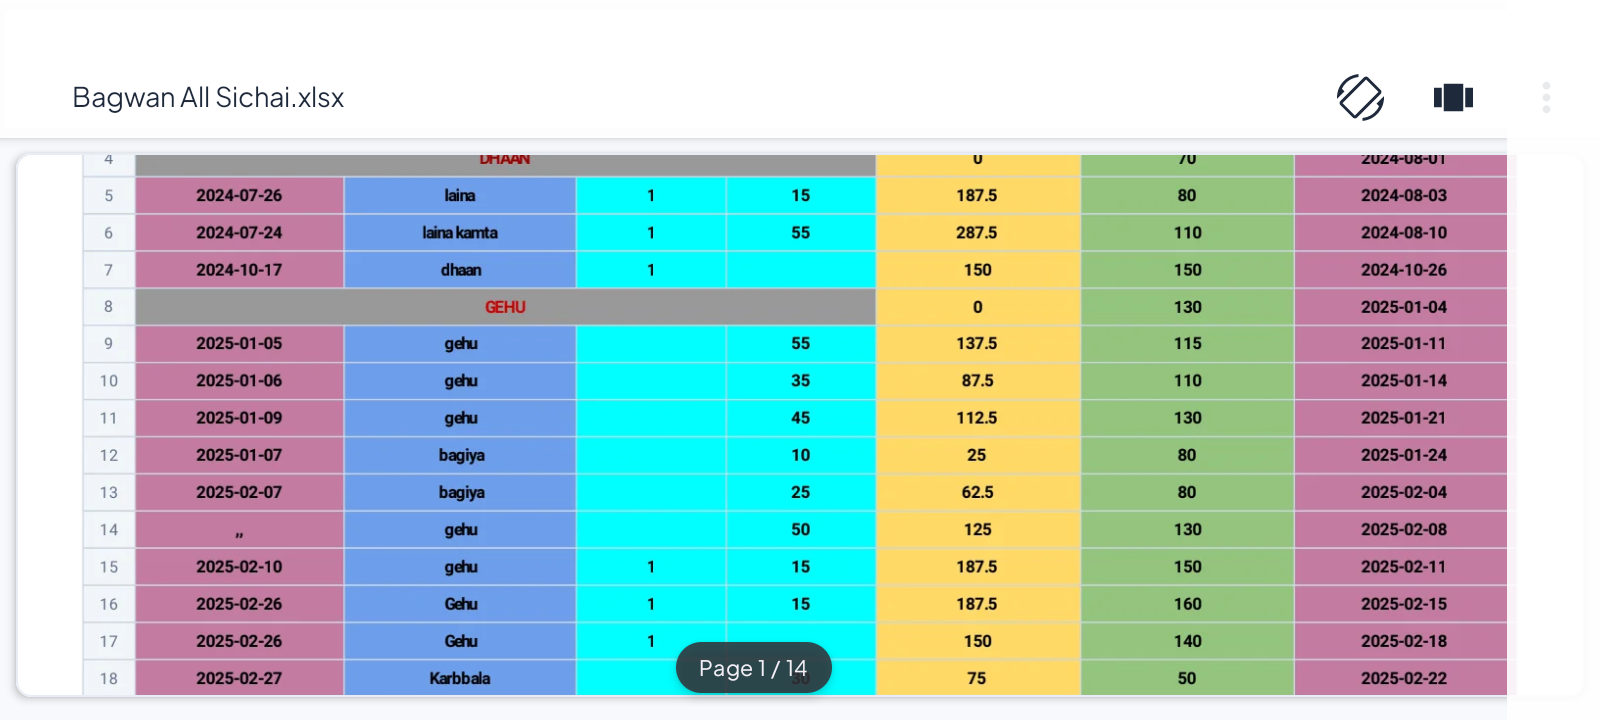 Bagwan All Sichai.xlsx
4 DHAAN 0 70 2024-08-01
5 2024-07-26 laina 1 15 187.5 80 2024-08-03
6 2024-07-24 laina kamta 1 55 287.5 110 2024-08-10
7 2024-10-17 dhaan 1 150 150 2024-10-26
8 GEHU 0 130 2025-01-04
9 2025-01-05 gehu 55 137.5 115 2025-01-11
10 2025-01-06 gehu 35 87.5 110 2025-01-14
11 2025-01-09 gehu 45 112.5 130 2025-01-21
12 2025-01-07 bagiya 10 25 80 2025-01-24
13 2025-02-07 bagiya 25 62.5 80 2025-02-04
14 ,, gehu 50 125 130 2025-02-08
15 2025-02-10 gehu 1 15 187.5 150 2025-02-11
16 2025-02-26 Gehu 1 15 187.5 160 2025-02-15
17 2025-02-26 Gehu 1 150 140 2025-02-18
18 2025-02-27 Karbbala 30 75 50 2025-02-22
Page 1 / 14